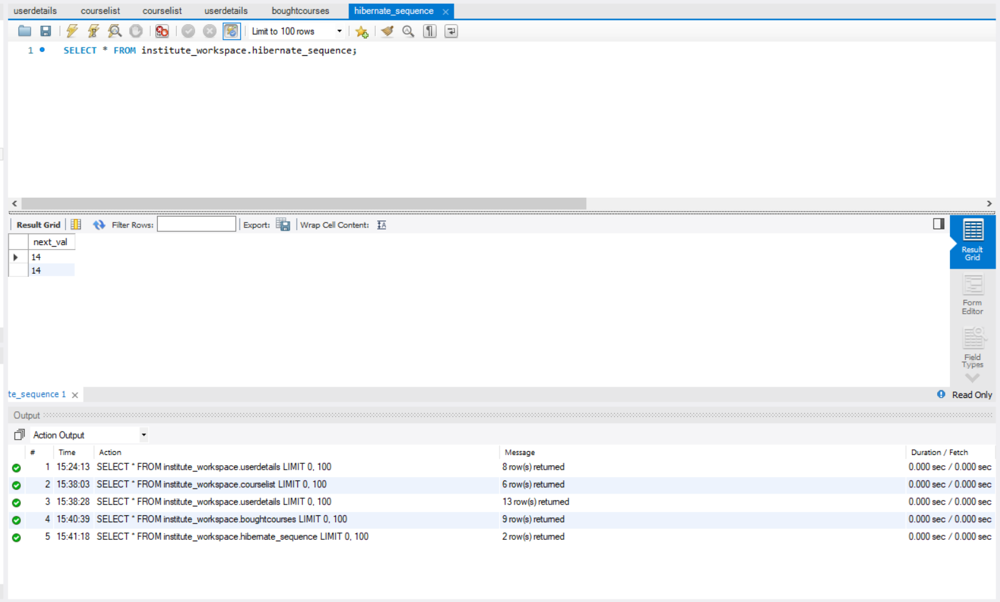 userdetails courselist courselist userdetails boughtcourses hibernate_sequence
Limit to 100 rows
1 SELECT * FROM institute_workspace.hibernate_sequence;
Result Grid Filter Rows: Export: Wrap Cell Content:
next_val
14
14
Result
Grid
Form
Editor
Field
Types
te_sequence 1 Read Only
Output
Action Output
# Time Action Message Duration / Fetch
1 15:24:13 SELECT * FROM institute_workspace.userdetails LIMIT 0, 100 8 row(s) returned 0.000 sec / 0.000 sec
2 15:38:03 SELECT * FROM institute_workspace.courselist LIMIT 0, 100 6 row(s) returned 0.000 sec / 0.000 sec
3 15:38:28 SELECT * FROM institute_workspace.userdetails LIMIT 0, 100 13 row(s) returned 0.000 sec / 0.000 sec
4 15:40:39 SELECT * FROM institute_workspace.boughtcourses LIMIT 0, 100 9 row(s) returned 0.000 sec / 0.000 sec
5 15:41:18 SELECT * FROM institute_workspace.hibernate_sequence LIMIT 0, 100 2 row(s) returned 0.000 sec / 0.000 sec